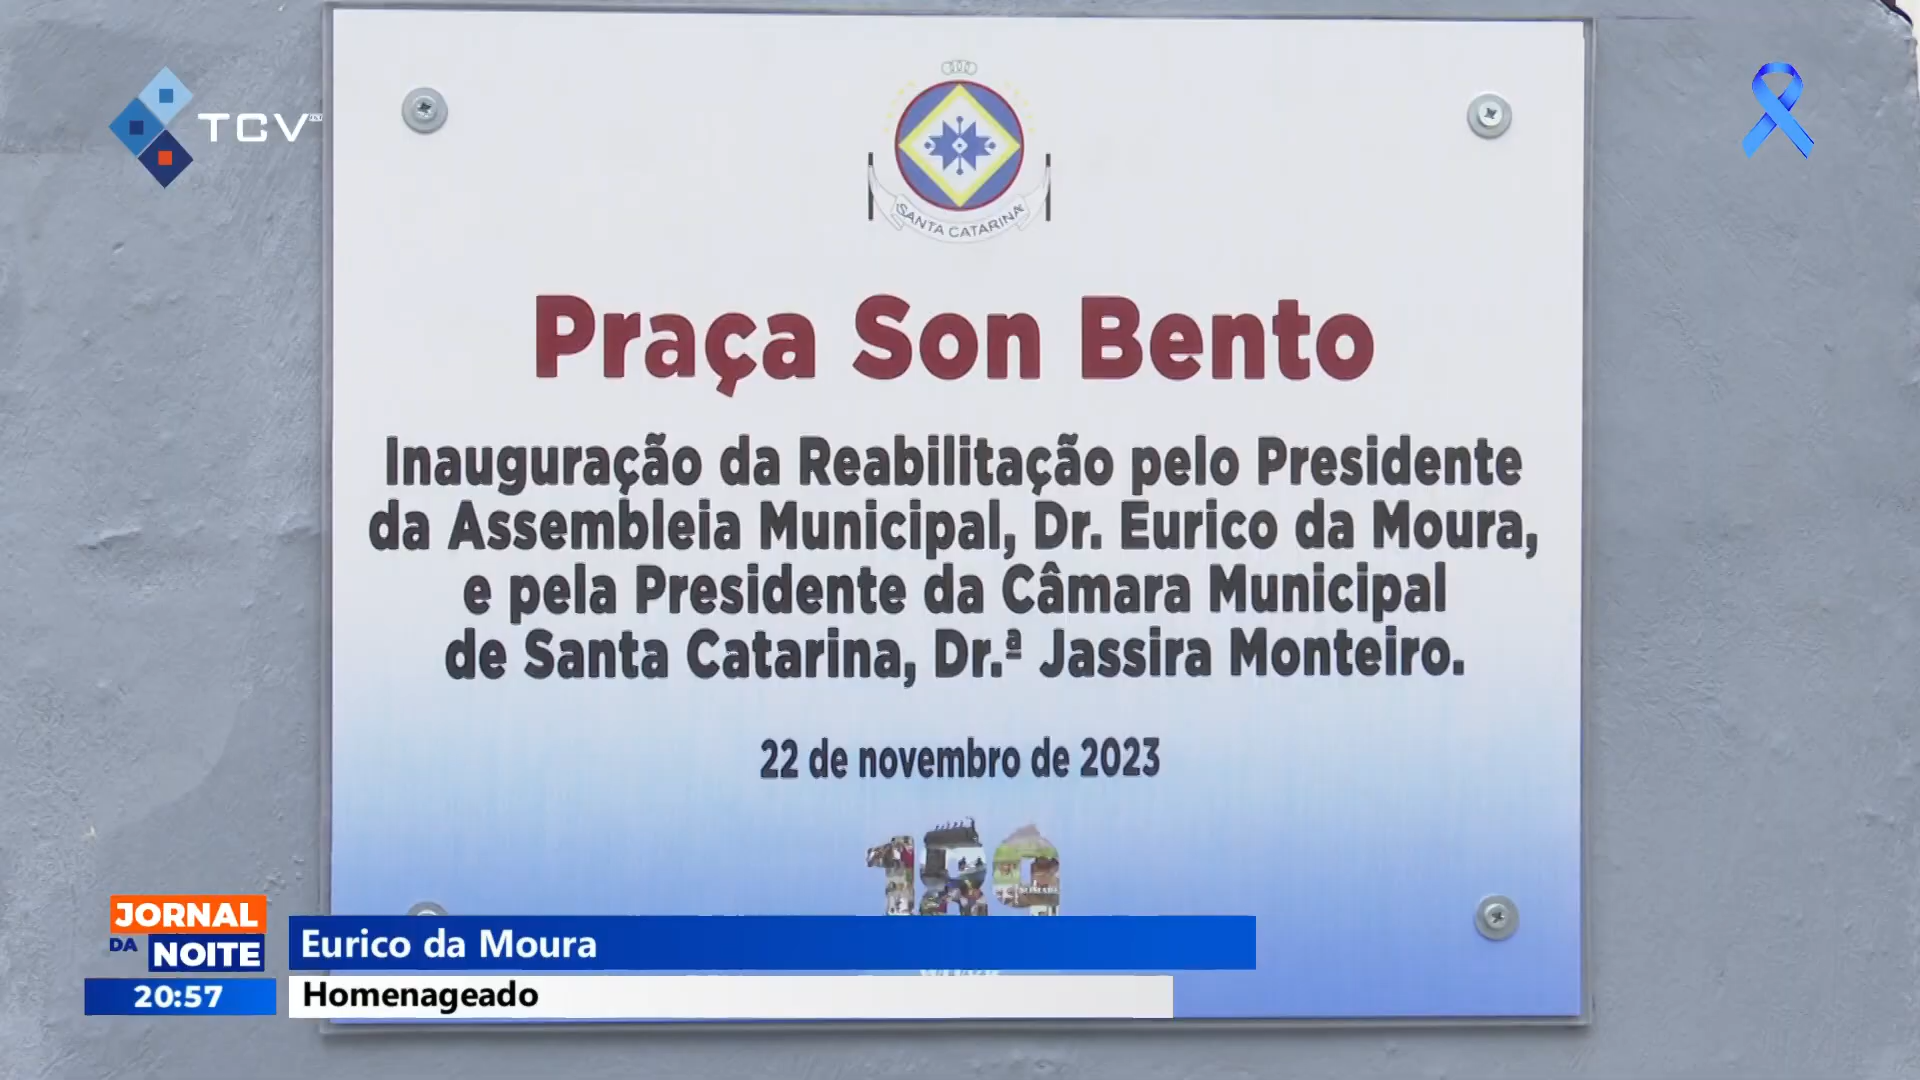 TCV
SANTA CATARINA
Praça Son Bento
Inauguração da Reabilitação pelo Presidente
da Assembleia Municipal, Dr. Eurico da Moura,
e pela Presidente da Câmara Municipal
de Santa Catarina, Dr.ª Jassira Monteiro.
22 de novembro de 2023
189
JORNAL
DA NOITE
20:57
Eurico da Moura
Homenageado